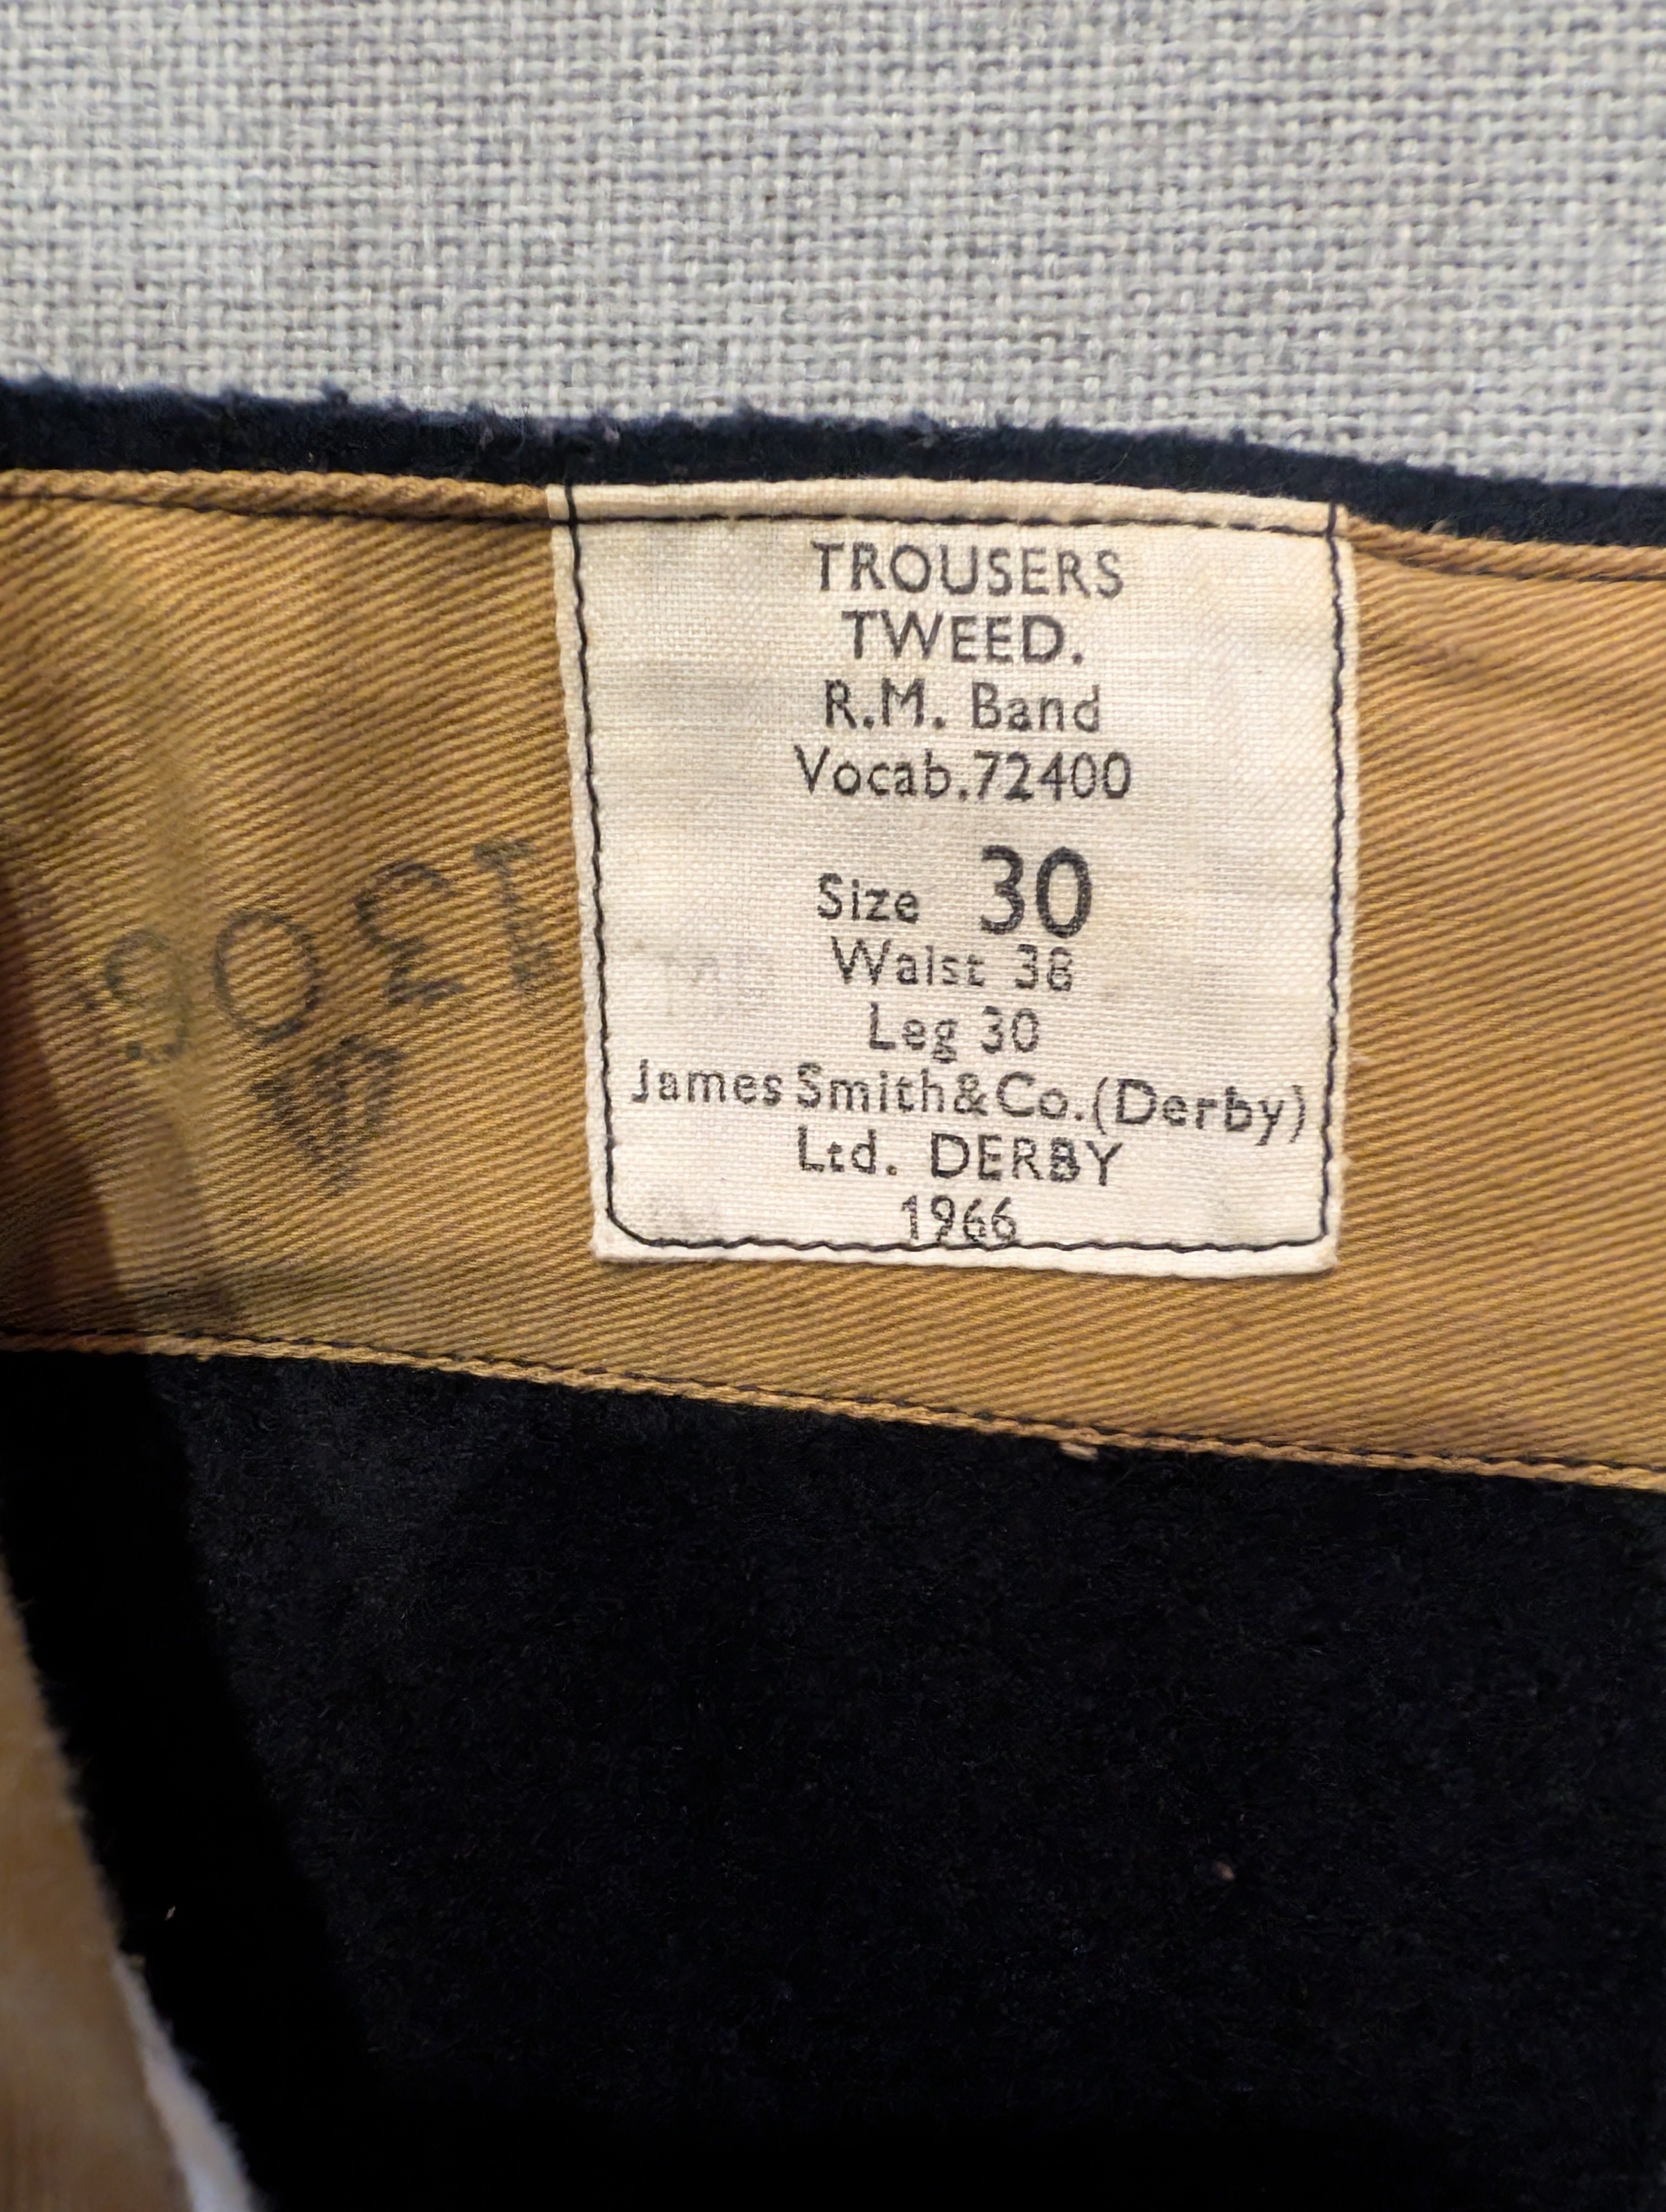 TROUSERS
TWEED.
R.M. Band
Vocab.72400
Size 30
Waist 38
Leg 30
James Smith & Co. (Derby)
Ltd. DERBY
1966